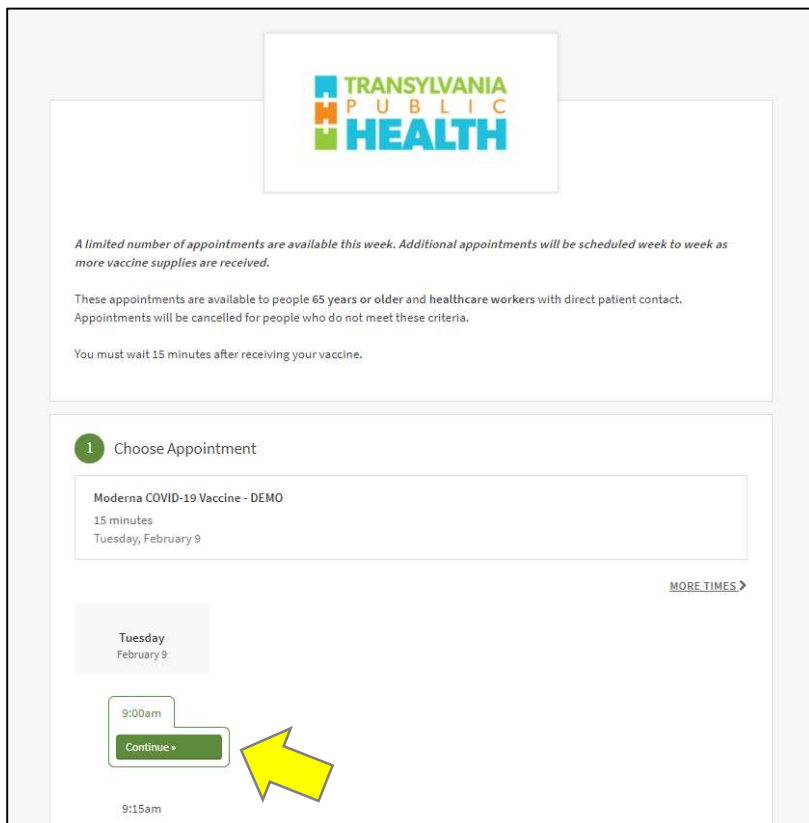 TRANSYLVANIA
PUBLIC
HEALTH
A limited number of appointments are available this week. Additional appointments will be scheduled week to week as
more vaccine supplies are received.
These appointments are available to people 65 years or older and healthcare workers with direct patient contact.
Appointments will be cancelled for people who do not meet these criteria.
You must wait 15 minutes after receiving your vaccine.
1 Choose Appointment
Moderna COVID-19 Vaccine - DEMO
15 minutes
Tuesday, February 9
MORE TIMES >
Tuesday
February 9
9:00am
Continue »
9:15am